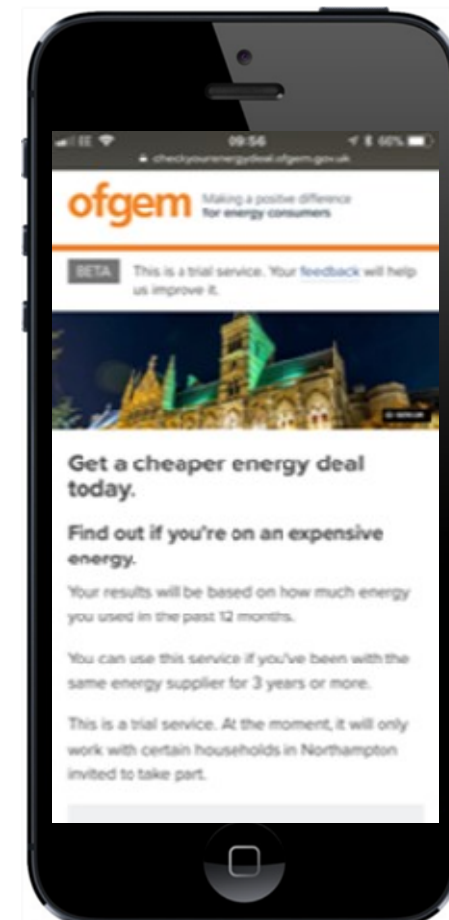 EE 09:56 66%
checkyourenergydeal.ofgem.gov.uk
ofgem Making a positive difference
for energy consumers
BETA This is a trial service. Your feedback will help
us improve it.
Get a cheaper energy deal
today.
Find out if you're on an expensive
energy.
Your results will be based on how much energy
you used in the past 12 months.
You can use this service if you've been with the
same energy supplier for 3 years or more.
This is a trial service. At the moment, it will only
work with certain households in Northampton
invited to take part.